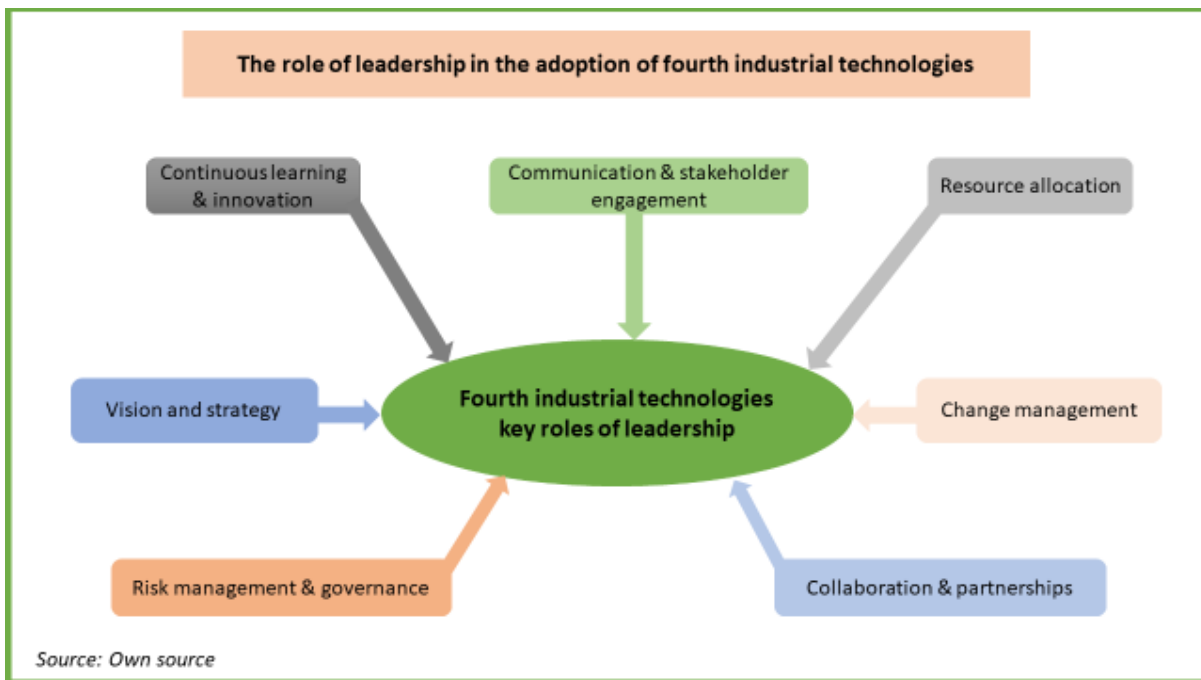 The role of leadership in the adoption of fourth industrial technologies
Continuous learning
& innovation
Communication & stakeholder
engagement
Resource allocation
Vision and strategy
Fourth industrial technologies
key roles of leadership
Change management
Risk management & governance
Collaboration & partnerships
Source: Own source